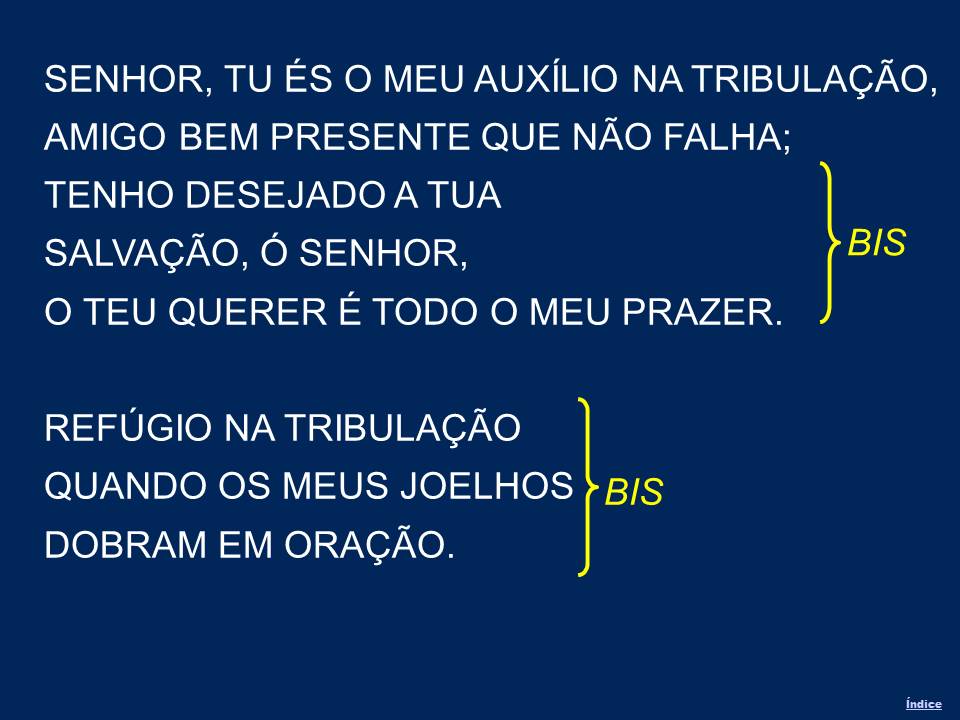 SENHOR, TU ÉS O MEU AUXÍLIO NA TRIBULAÇÃO,
AMIGO BEM PRESENTE QUE NÃO FALHA;
TENHO DESEJADO A TUA
SALVAÇÃO, Ó SENHOR,
O TEU QUERER É TODO O MEU PRAZER.
BIS
REFÚGIO NA TRIBULAÇÃO
QUANDO OS MEUS JOELHOS
DOBRAM EM ORAÇÃO.
BIS
Índice